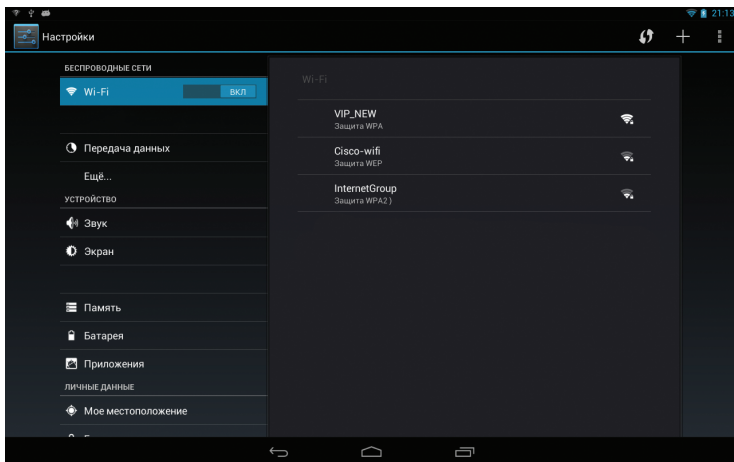 21:13
Настройки
БЕСПРОВОДНЫЕ СЕТИ
Wi-Fi
ВКЛ
Передача данных
Ещё...
УСТРОЙСТВО
Звук
Экран
Память
Батарея
Приложения
ЛИЧНЫЕ ДАННЫЕ
Мое местоположение
Wi-Fi
VIP_NEW
Защита WPA
Cisco-wifi
Защита WEP
InternetGroup
Защита WPA2 )